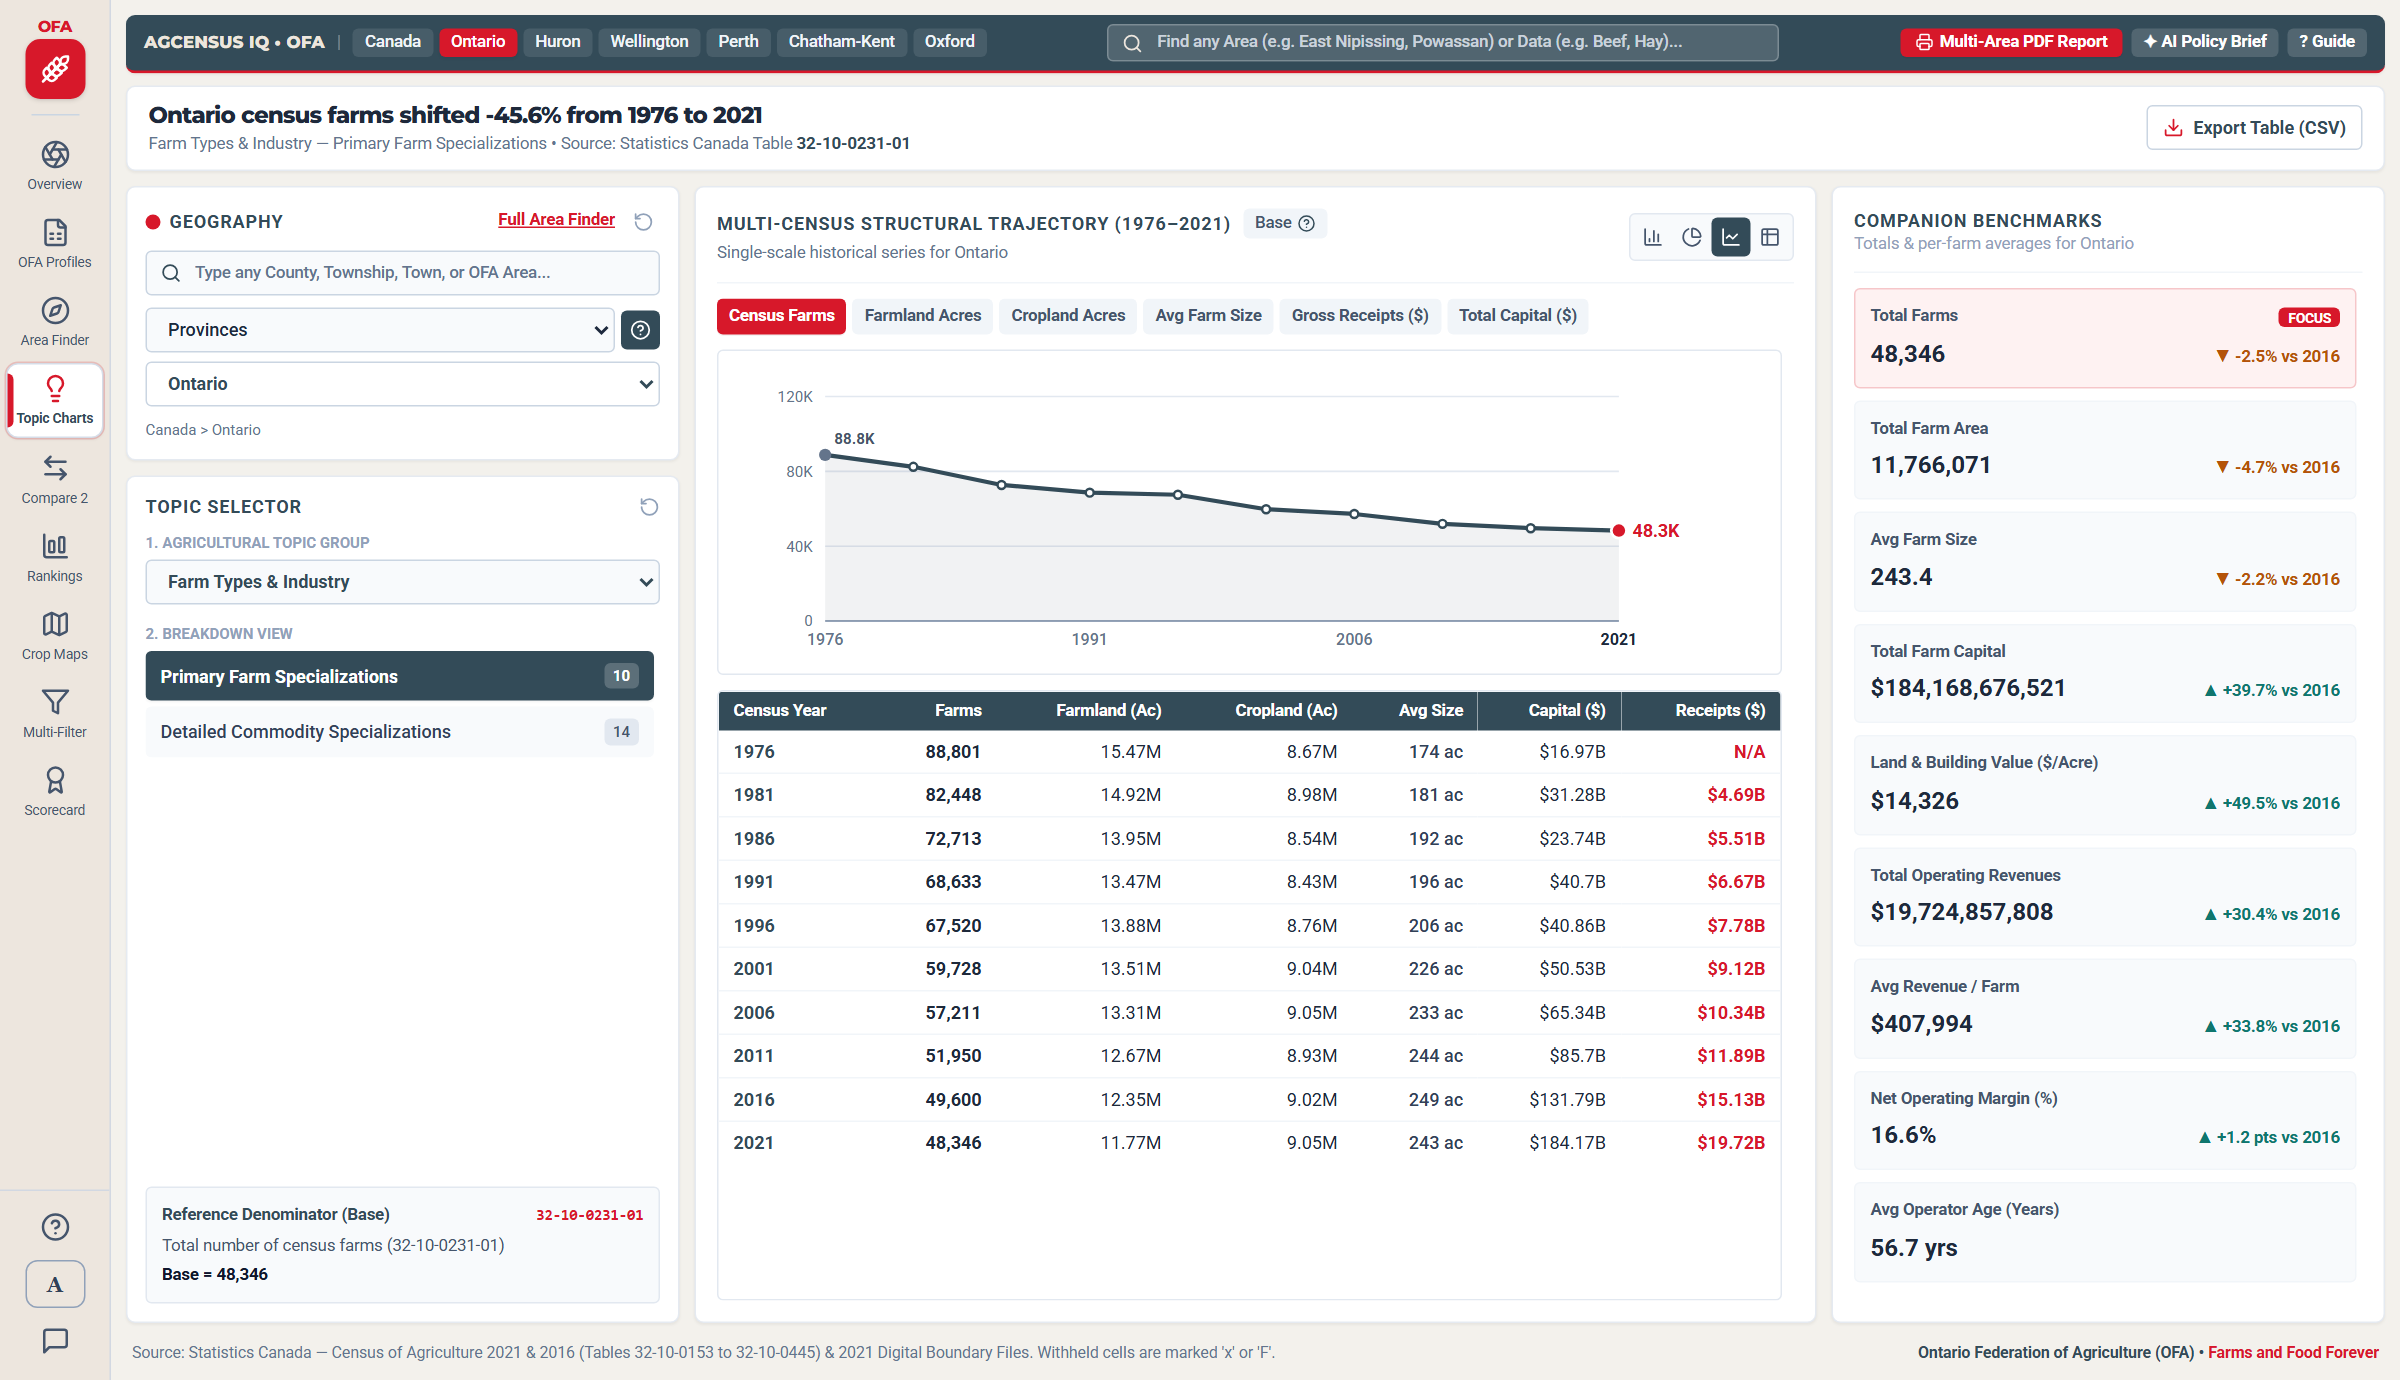 OFA
Overview
OFA Profiles
Area Finder
Topic Charts
Compare 2
Rankings
Crop Maps
Multi-Filter
Scorecard
A
AGCENSUS IQ • OFA | Canada Ontario Huron Wellington Perth Chatham-Kent Oxford
Find any Area (e.g. East Nipissing, Powassan) or Data (e.g. Beef, Hay)...
Multi-Area PDF Report ✦ AI Policy Brief ? Guide
Ontario census farms shifted -45.6% from 1976 to 2021
Farm Types & Industry — Primary Farm Specializations • Source: Statistics Canada Table 32-10-0231-01
Export Table (CSV)
GEOGRAPHY Full Area Finder
Type any County, Township, Town, or OFA Area...
Provinces
Ontario
Canada > Ontario
TOPIC SELECTOR
1. AGRICULTURAL TOPIC GROUP
Farm Types & Industry
2. BREAKDOWN VIEW
Primary Farm Specializations 10
Detailed Commodity Specializations 14
Reference Denominator (Base) 32-10-0231-01
Total number of census farms (32-10-0231-01)
Base = 48,346
MULTI-CENSUS STRUCTURAL TRAJECTORY (1976–2021) Base ?
Single-scale historical series for Ontario
Census Farms Farmland Acres Cropland Acres Avg Farm Size Gross Receipts ($) Total Capital ($)
120K
88.8K
80K
48.3K
40K
0
1976 1991 2006 2021
Census Year Farms Farmland (Ac) Cropland (Ac) Avg Size Capital ($) Receipts ($)
1976 88,801 15.47M 8.67M 174 ac $16.97B N/A
1981 82,448 14.92M 8.98M 181 ac $31.28B $4.69B
1986 72,713 13.95M 8.54M 192 ac $23.74B $5.51B
1991 68,633 13.47M 8.43M 196 ac $40.7B $6.67B
1996 67,520 13.88M 8.76M 206 ac $40.86B $7.78B
2001 59,728 13.51M 9.04M 226 ac $50.53B $9.12B
2006 57,211 13.31M 9.05M 233 ac $65.34B $10.34B
2011 51,950 12.67M 8.93M 244 ac $85.7B $11.89B
2016 49,600 12.35M 9.02M 249 ac $131.79B $15.13B
2021 48,346 11.77M 9.05M 243 ac $184.17B $19.72B
COMPANION BENCHMARKS
Totals & per-farm averages for Ontario
Total Farms FOCUS
48,346 ▼ -2.5% vs 2016
Total Farm Area
11,766,071 ▼ -4.7% vs 2016
Avg Farm Size
243.4 ▼ -2.2% vs 2016
Total Farm Capital
$184,168,676,521 ▲ +39.7% vs 2016
Land & Building Value ($/Acre)
$14,326 ▲ +49.5% vs 2016
Total Operating Revenues
$19,724,857,808 ▲ +30.4% vs 2016
Avg Revenue / Farm
$407,994 ▲ +33.8% vs 2016
Net Operating Margin (%)
16.6% ▲ +1.2 pts vs 2016
Avg Operator Age (Years)
56.7 yrs
Source: Statistics Canada — Census of Agriculture 2021 & 2016 (Tables 32-10-0153 to 32-10-0445) & 2021 Digital Boundary Files. Withheld cells are marked 'x' or 'F'.
Ontario Federation of Agriculture (OFA) • Farms and Food Forever